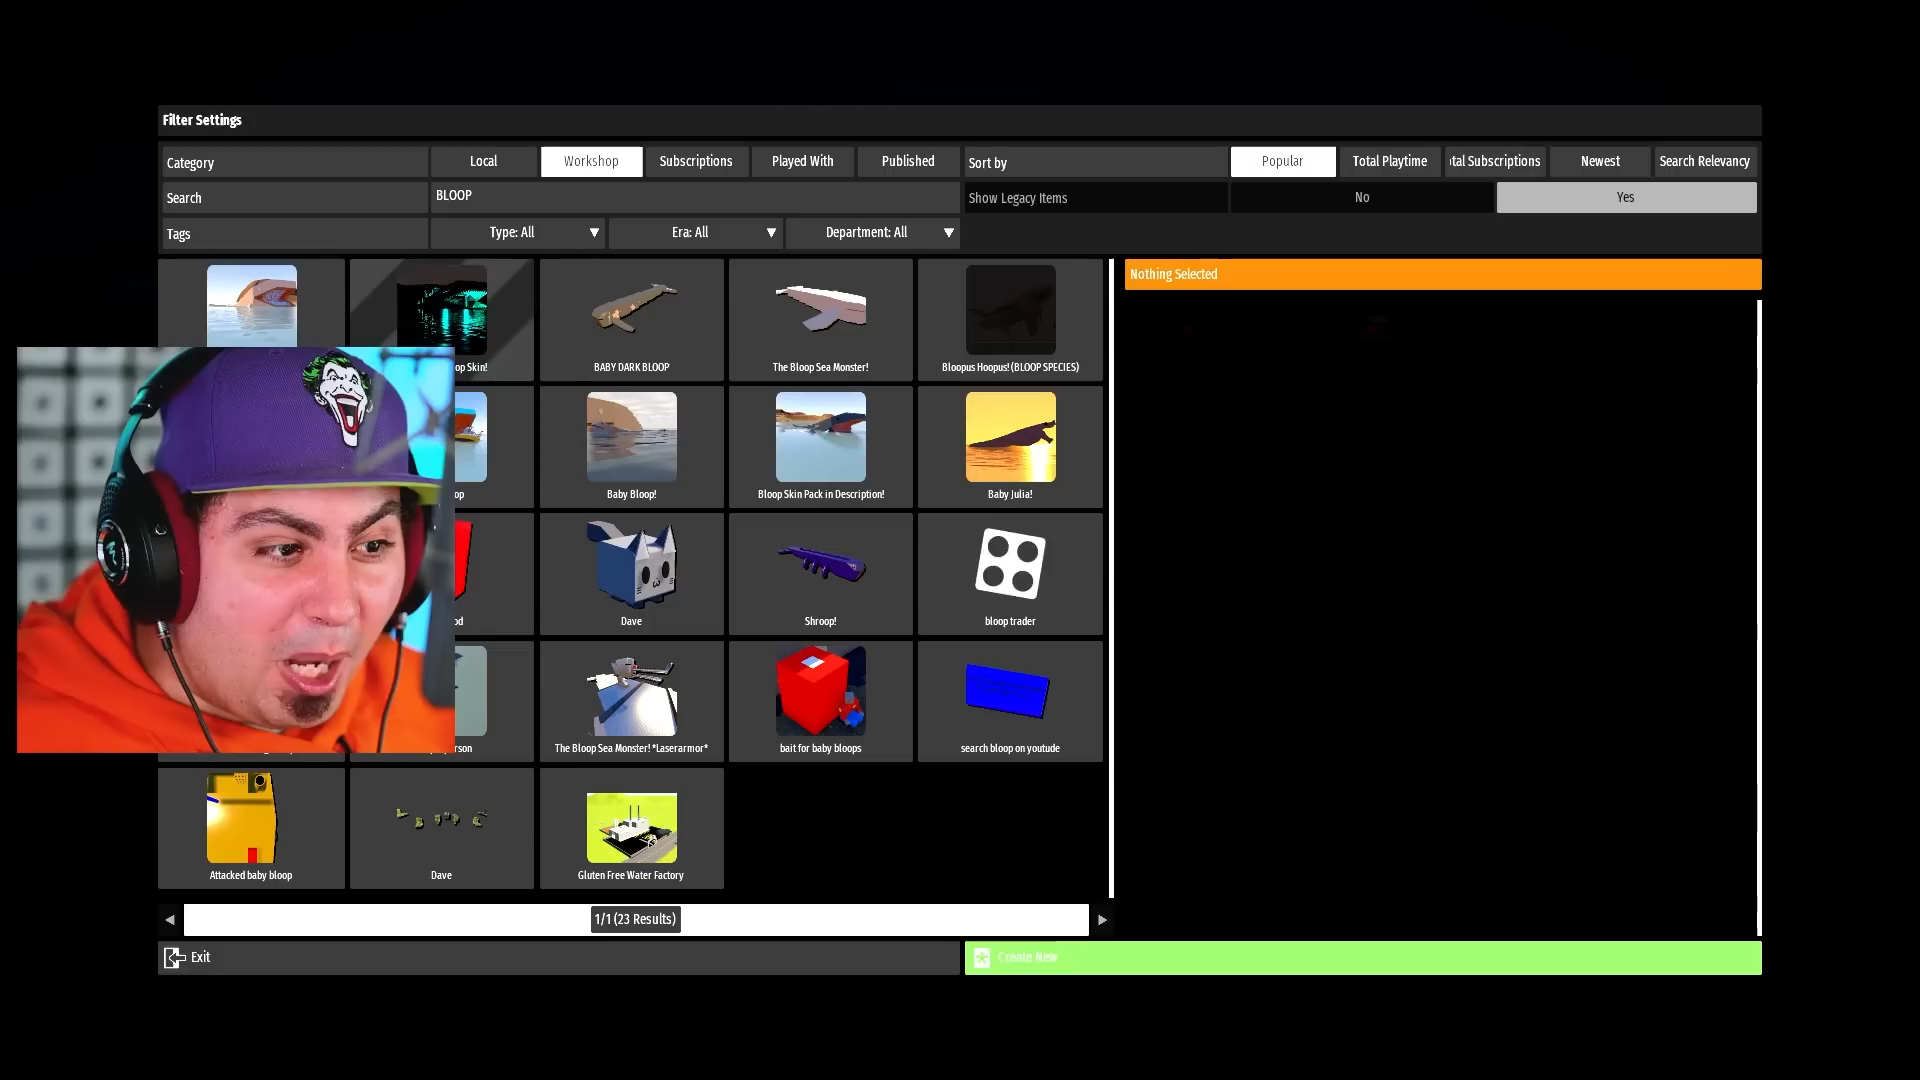 Filter Settings
Category
Local
Workshop
Subscriptions
Played With
Published
Sort by
Popular
Total Playtime
tal Subscriptions
Newest
Search Relevancy
Search
BLOOP
Show Legacy Items
No
Yes
Tags
Type: All
Era: All
Department: All
Nothing Selected
op Skin!
BABY DARK BLOOP
The Bloop Sea Monster!
Bloopus Hoopus! (BLOOP SPECIES)
op
Baby Bloop!
Bloop Skin Pack in Description!
Baby Julia!
od
Dave
Shroop!
bloop trader
rson
The Bloop Sea Monster! *Laserarmor*
bait for baby bloops
search bloop on youtude
Attacked baby bloop
Dave
Gluten Free Water Factory
1/1 (23 Results)
Exit
Create New